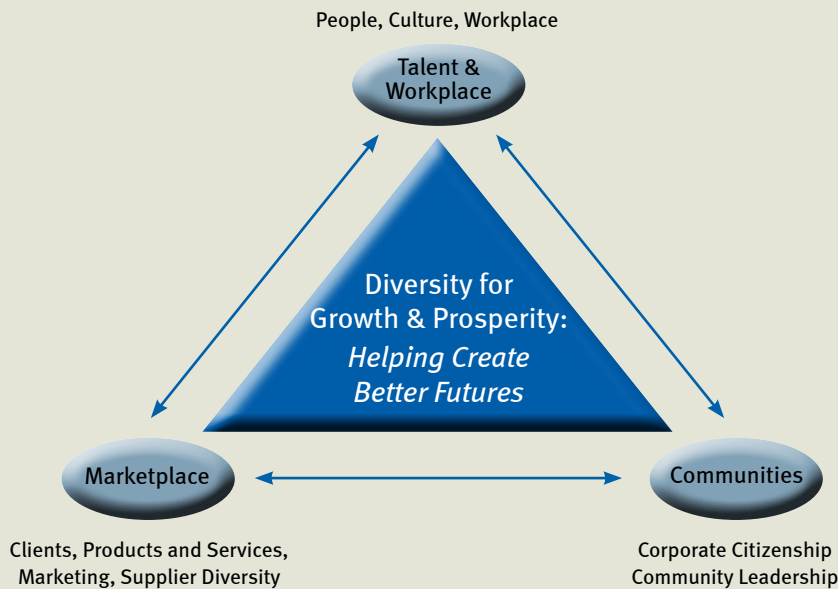 People, Culture, Workplace
Talent &
Workplace
Diversity for
Growth & Prosperity:
Helping Create
Better Futures
Marketplace
Communities
Clients, Products and Services,
Marketing, Supplier Diversity
Corporate Citizenship
Community Leadership